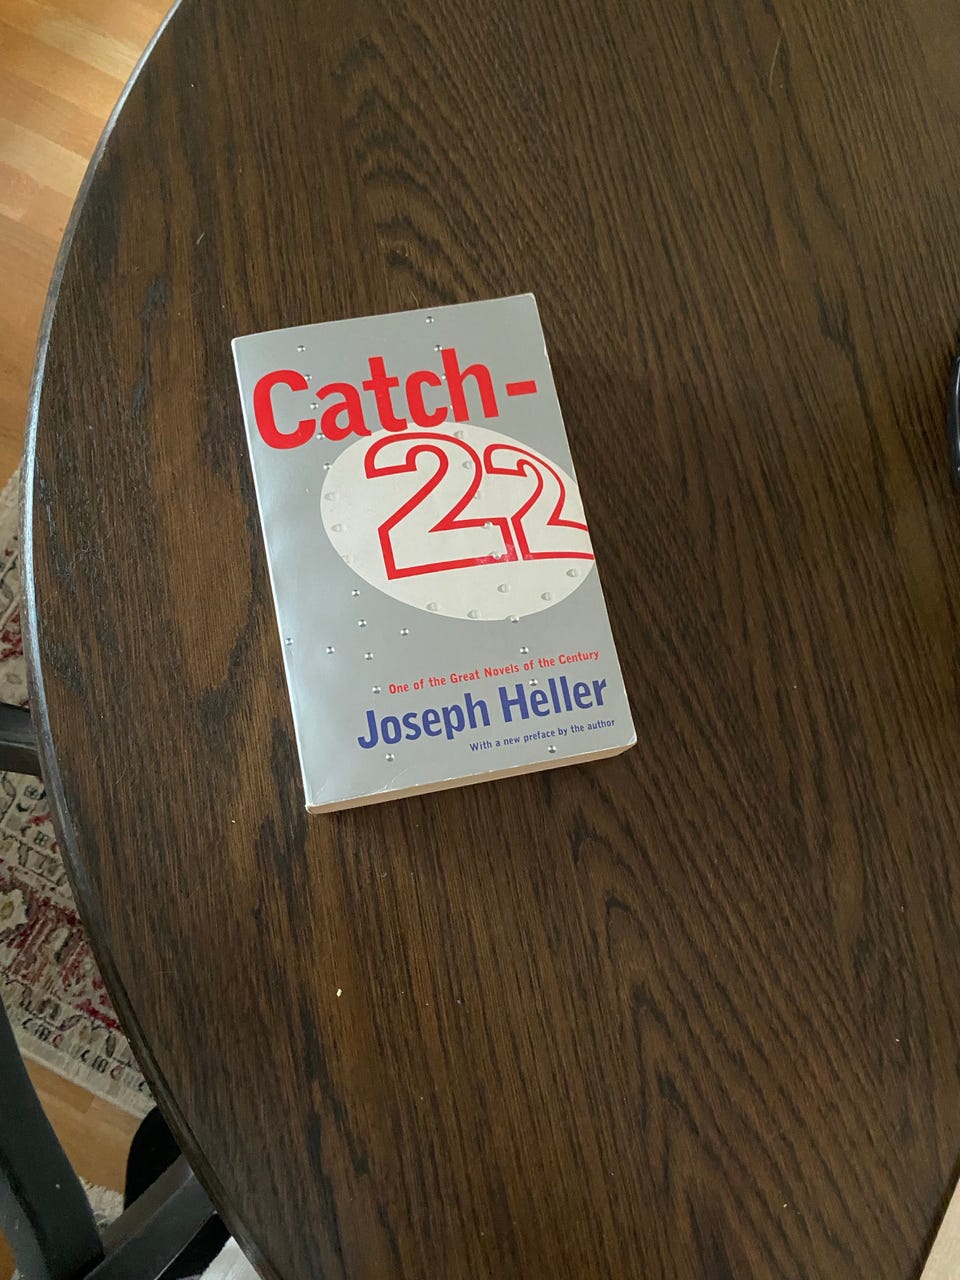 Catch-
22
One of the Great Novels of the Century
Joseph Heller
With a new preface by the author